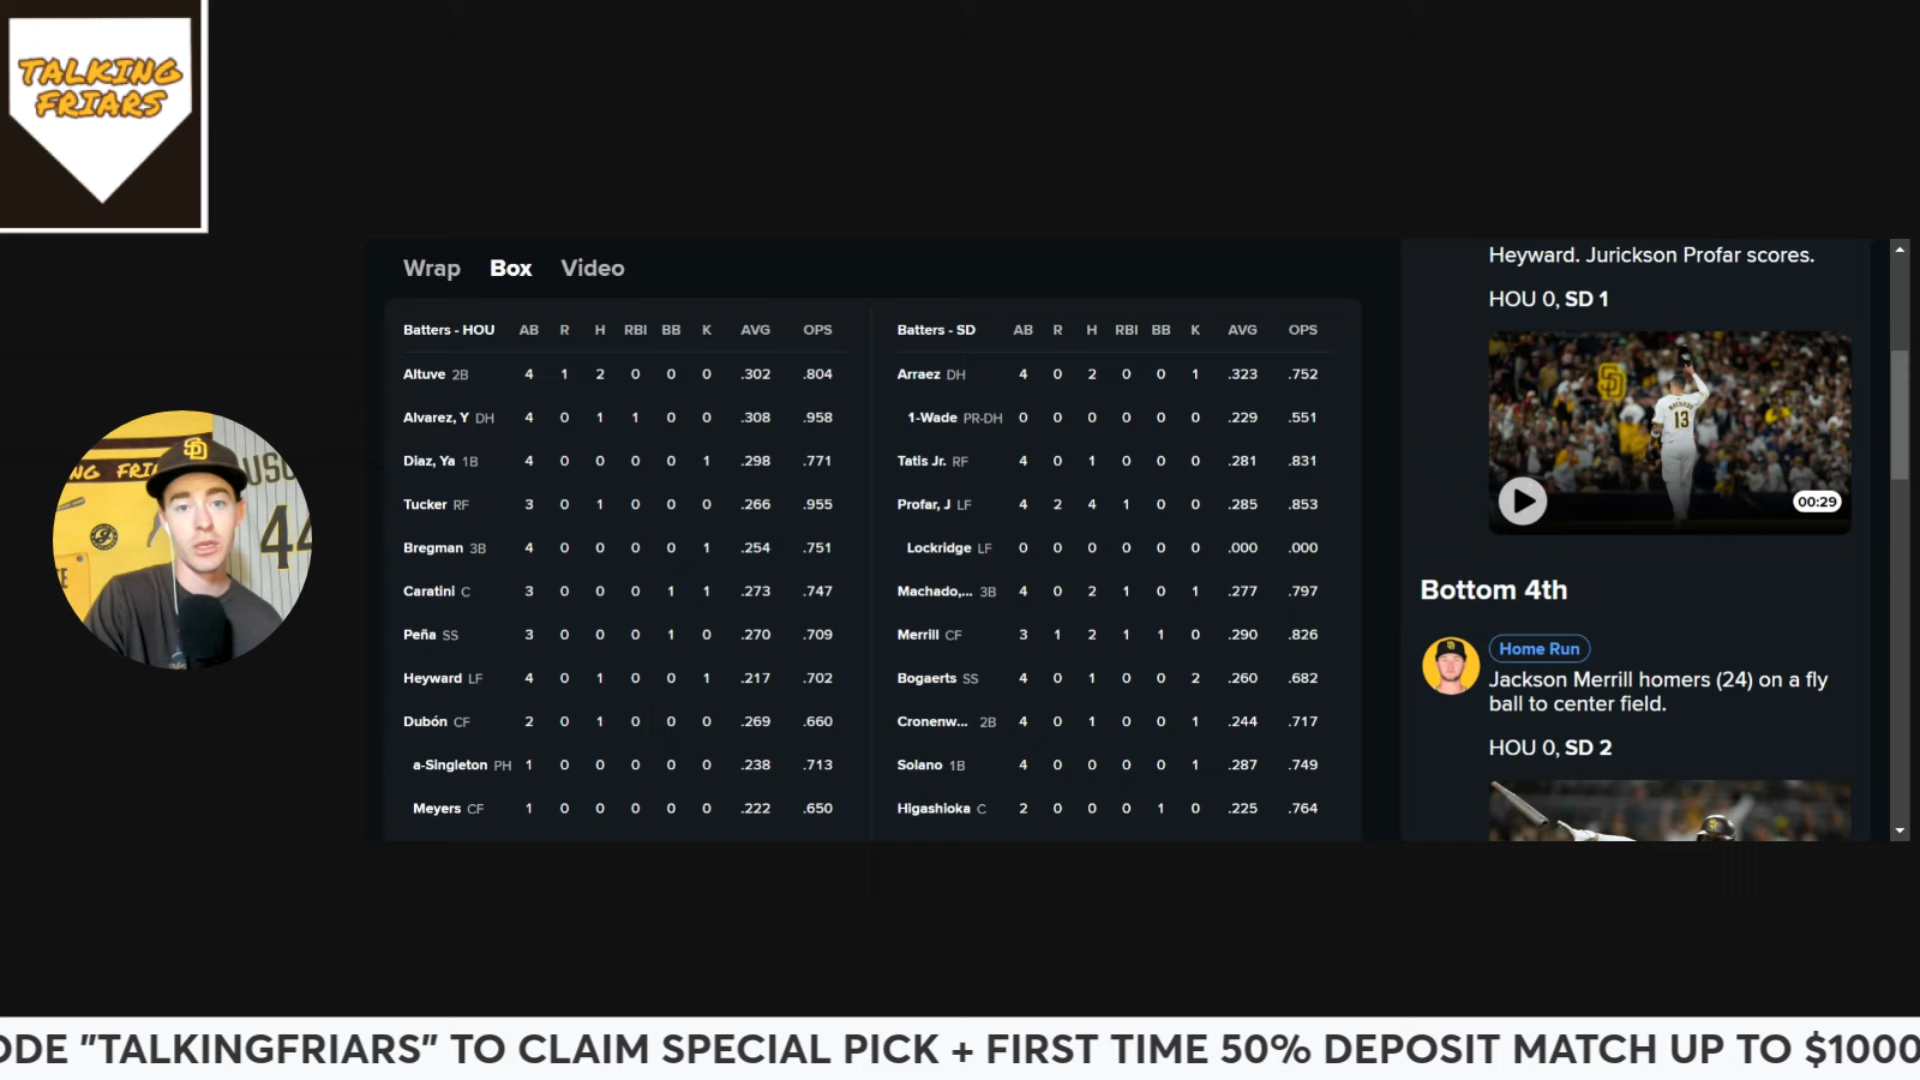 TALKING
FRIARS
Wrap Box Video
Batters - HOU AB R H RBI BB K AVG OPS
Altuve 2B 4 1 2 0 0 0 .302 .804
Alvarez, Y DH 4 0 1 1 0 0 .308 .958
Diaz, Ya 1B 4 0 0 0 0 1 .298 .771
Tucker RF 3 0 1 0 0 0 .266 .955
Bregman 3B 4 0 0 0 0 1 .254 .751
Caratini C 3 0 0 0 1 1 .273 .747
Peña SS 3 0 0 0 1 0 .270 .709
Heyward LF 4 0 1 0 0 1 .217 .702
Dubón CF 2 0 1 0 0 0 .269 .660
a-Singleton PH 1 0 0 0 0 0 .238 .713
Meyers CF 1 0 0 0 0 0 .222 .650
Batters - SD AB R H RBI BB K AVG OPS
Arraez DH 4 0 2 0 0 1 .323 .752
1-Wade PR-DH 0 0 0 0 0 0 .229 .551
Tatis Jr. RF 4 0 1 0 0 0 .281 .831
Profar, J LF 4 2 4 1 0 0 .285 .853
Lockridge LF 0 0 0 0 0 0 .000 .000
Machado,... 3B 4 0 2 1 0 1 .277 .797
Merrill CF 3 1 2 1 1 0 .290 .826
Bogaerts SS 4 0 1 0 0 2 .260 .682
Cronenw... 2B 4 0 1 0 0 1 .244 .717
Solano 1B 4 0 0 0 0 1 .287 .749
Higashioka C 2 0 0 0 1 0 .225 .764
Heyward. Jurickson Profar scores.
HOU 0, SD 1
SD
MACHADO
13
00:29
Bottom 4th
Home Run
Jackson Merrill homers (24) on a fly
ball to center field.
HOU 0, SD 2
NG FRI
SD
44
ODE "TALKINGFRIARS" TO CLAIM SPECIAL PICK + FIRST TIME 50% DEPOSIT MATCH UP TO $1000